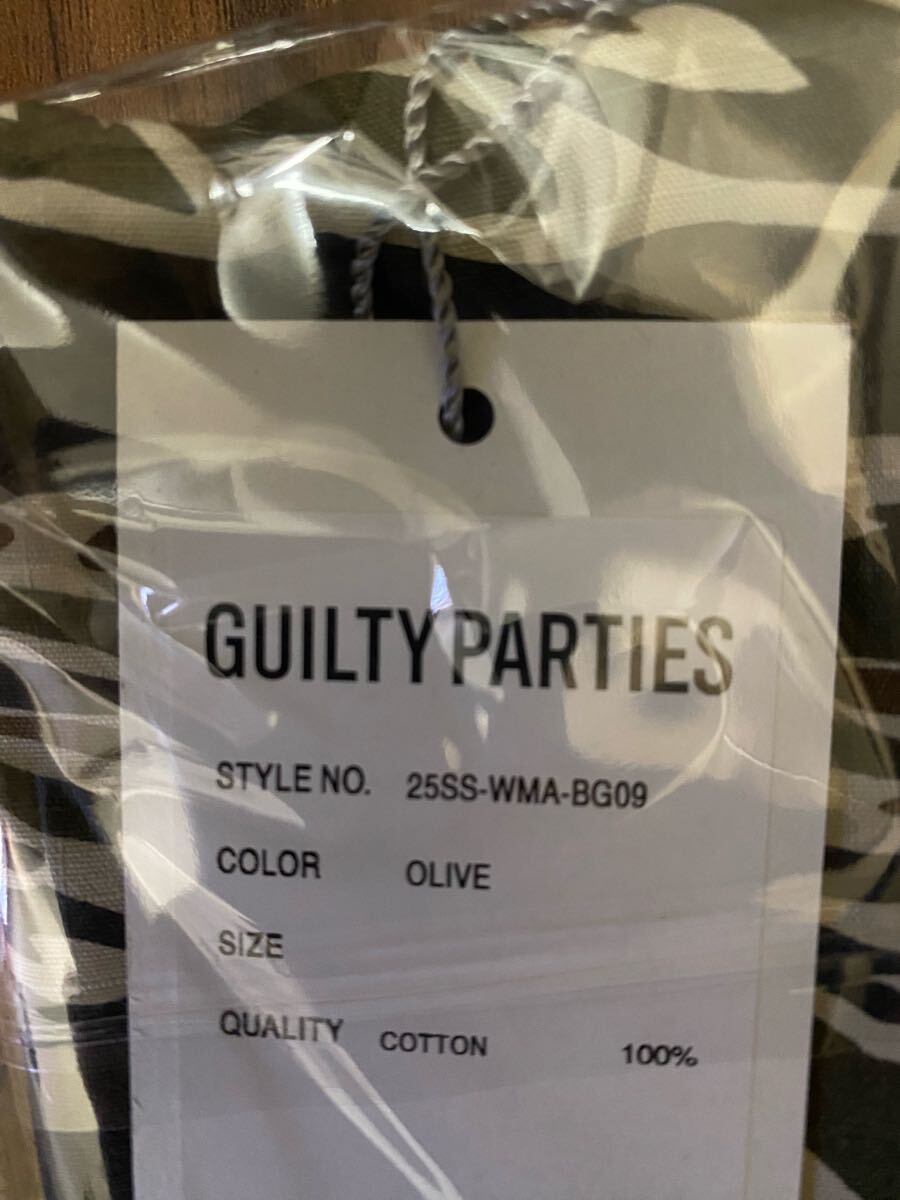 GUILTY PARTIES
STYLE NO. 25SS-WMA-BG09
COLOR OLIVE
SIZE
QUALITY COTTON 100%